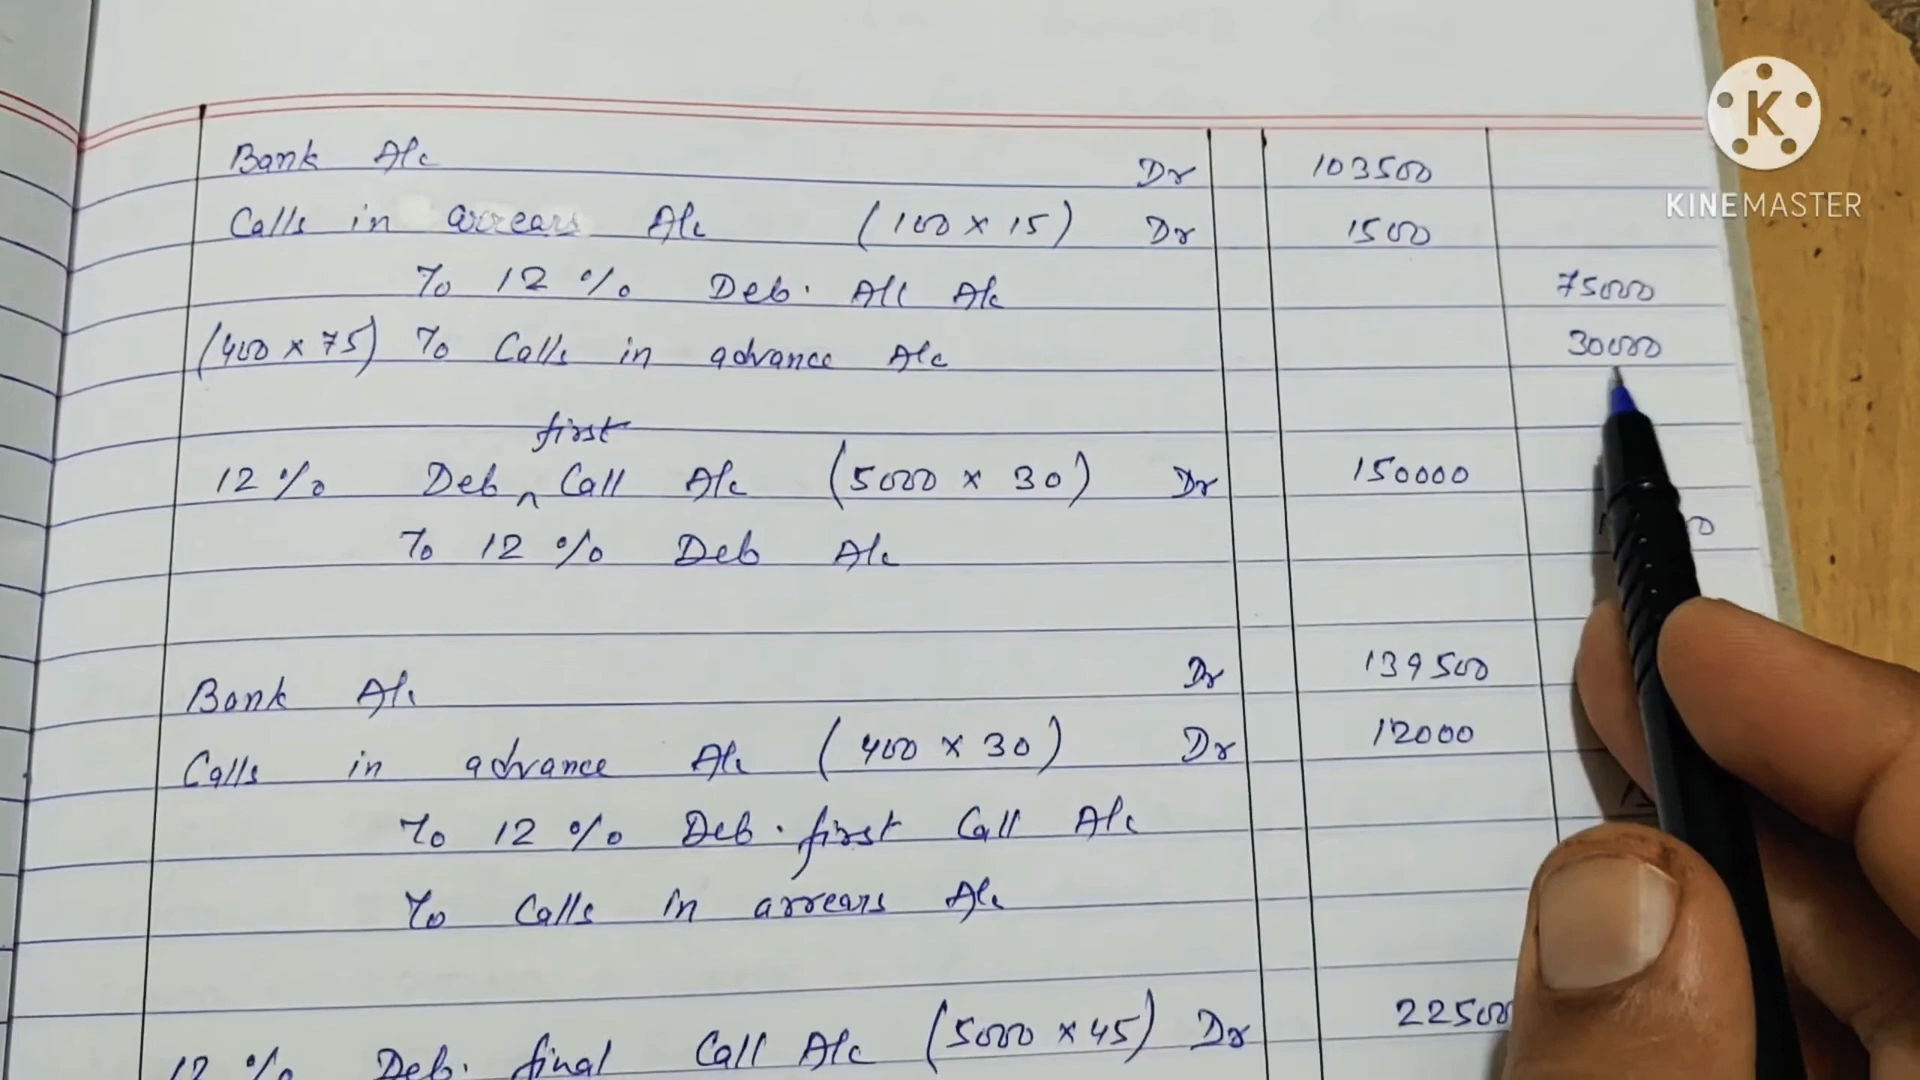 Bank A/c Dr 103500
Calls in arrears A/c (100 × 15) Dr 1500
To 12 % Deb. All A/c 75000
(400 × 75) To Calls in advance A/c 30000
first
12 % Deb ^ Call A/c (5000 × 30) Dr 150000
To 12 % Deb A/c
Bank A/c Dr 139500
Calls in advance A/c (400 × 30) Dr 12000
To 12 % Deb. first Call A/c
To Calls in arrears A/c
12 % Deb. final Call A/c (5000 × 45) Dr
K
KINEMASTER